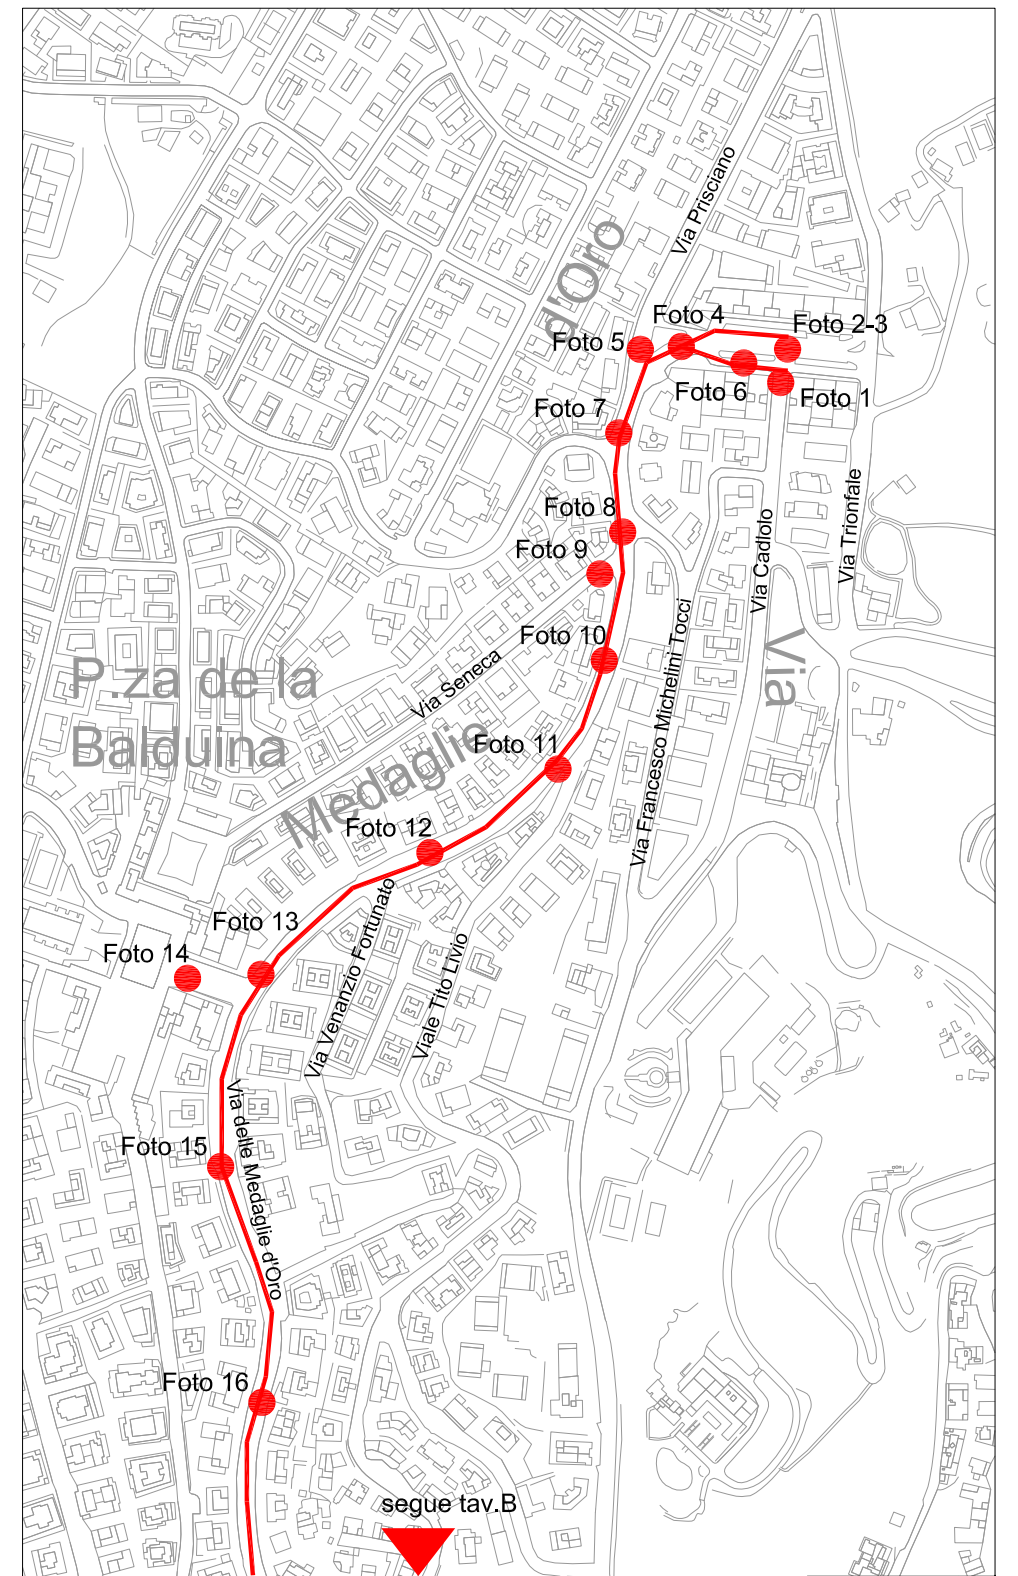 Via Prisciano
d'Oro
Foto 4
Foto 2-3
Foto 5
Foto 6
Foto 1
Foto 7
Via Trionfale
Foto 8
Via Cadlolo
Foto 9
Foto 10
Via Francesco Michelini Tocci
Via
Via Seneca
P.za de la
Balduina
Medaglie
Foto 11
Foto 12
Foto 13
Via Venanzio Fortunato
Viale Tito Livio
Foto 14
Via delle Medaglie d'Oro
Foto 15
Foto 16
segue tav.B